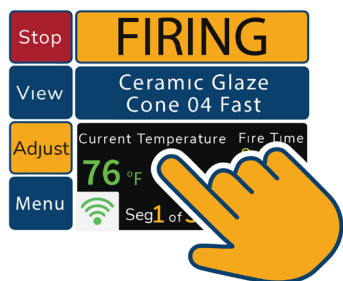 Stop
FIRING
View
Ceramic Glaze
Cone 04 Fast
Adjust
Current Temperature Fire Time
76 °F
Menu
Seg1 of